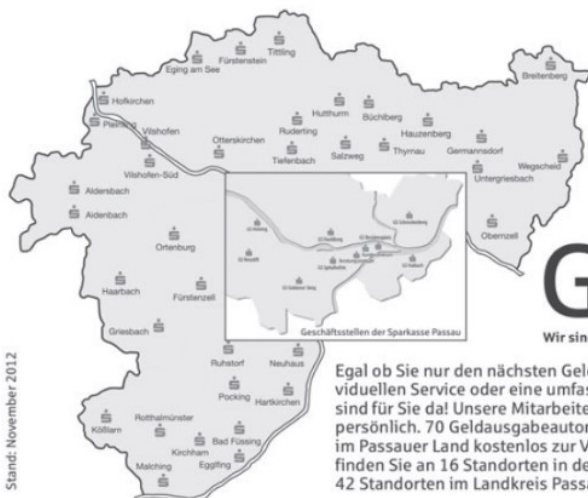 Tittling
Fürstenstein
Eging am See
Breitenberg
Hofkirchen
Hutthurm
Büchlberg
Hauzenberg
Pleinting
Vilshofen
Ruderting
Otterskirchen
Salzweg
Thyrnau
Germannsdorf
Vilshofen-Süd
Tiefenbach
Wegscheid
Untergriesbach
Aldersbach
Aidenbach
Obernzell
Ortenburg
Haarbach
Fürstenzell
Geschäftsstellen der Sparkasse Passau
G
Griesbach
Wir sin
Ruhstorf
Neuhaus
Pocking
Hartkirchen
Kößlarn
Rotthalmünster
Bad Füssing
Kirchham
Egglfing
Malching
Egal ob Sie nur den nächsten Geld
viduellen Service oder eine umfas
sind für Sie da! Unsere Mitarbeite
persönlich. 70 Geldausgabeautor
im Passauer Land kostenlos zur V
finden Sie an 16 Standorten in de
42 Standorten im Landkreis Passa
Stand: November 2012